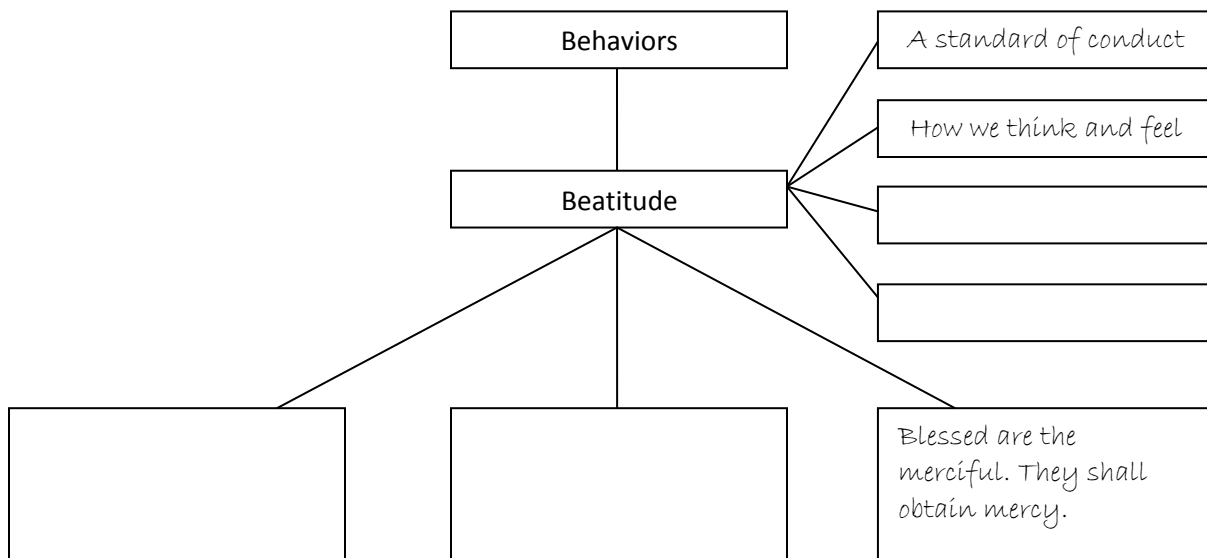 Behaviors
A standard of conduct
How we think and feel
Beatitude
Blessed are the
merciful. They shall
obtain mercy.